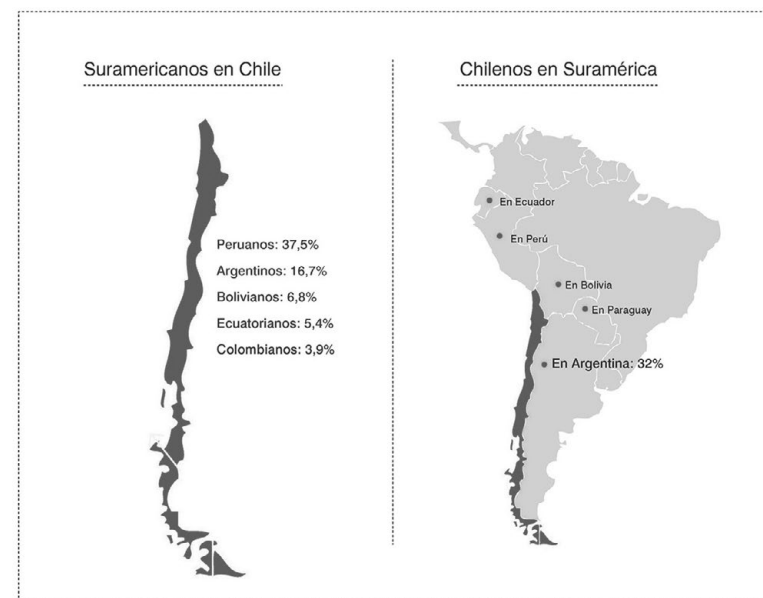 Suramericanos en Chile
Peruanos: 37,5%
Argentinos: 16,7%
Bolivianos: 6,8%
Ecuatorianos: 5,4%
Colombianos: 3,9%
Chilenos en Suramérica
En Ecuador
En Perú
En Bolivia
En Paraguay
En Argentina: 32%